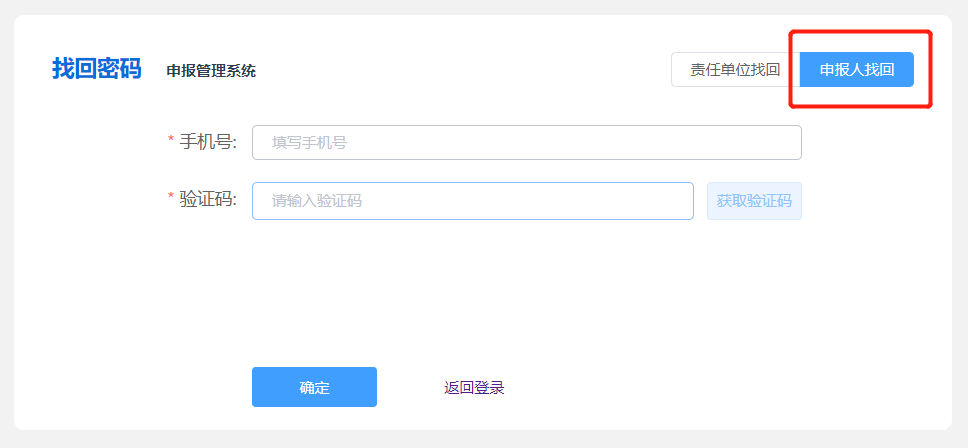 找回密码 申报管理系统 责任单位找回 申报人找回
* 手机号: 填写手机号
* 验证码: 请输入验证码 获取验证码
确定 返回登录